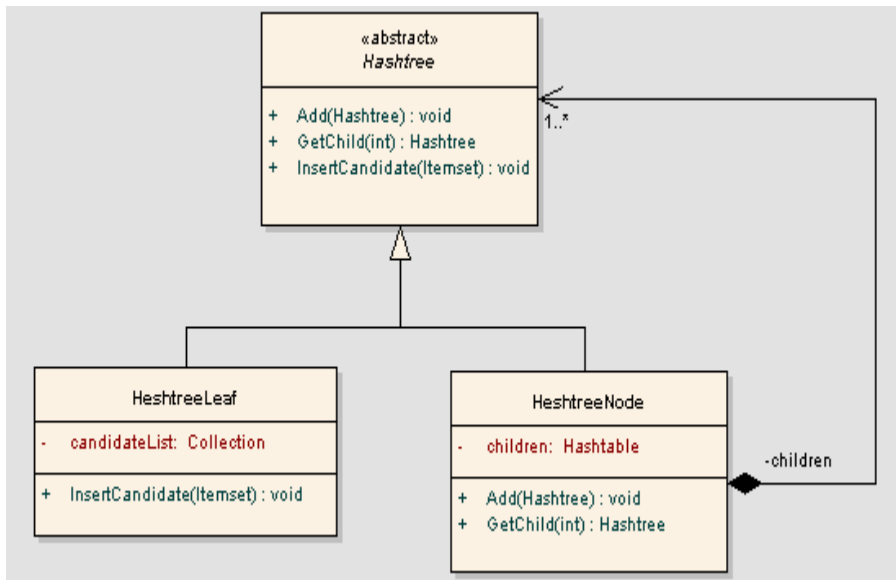 «abstract»
Hashtree
+ Add(Hashtree) : void
+ GetChild(int) : Hashtree
+ InsertCandidate(Itemset) : void
1..*
HeshtreeLeaf
- candidateList: Collection
+ InsertCandidate(Itemset) : void
HeshtreeNode
- children: Hashtable
+ Add(Hashtree) : void
+ GetChild(int) : Hashtree
-children